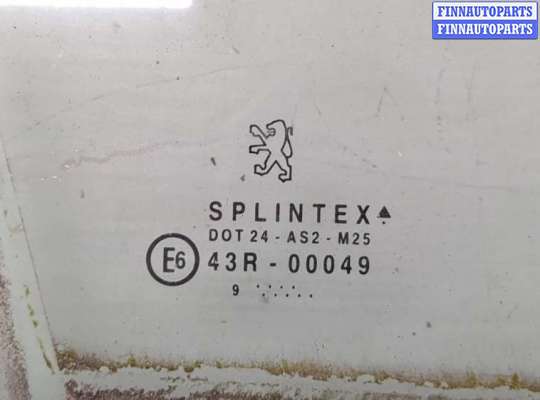 FINNAUTOPARTS
FINNAUTOPARTS
SPLINTEX
DOT 24 - AS2 - M25
E6 43R - 00049
9 ..:::..